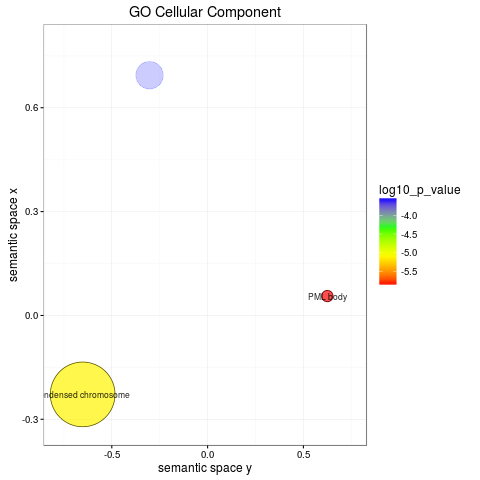 GO Cellular Component
semantic space x
0.6
0.3
0.0
-0.3
PML body
ndensed chromosome
-0.5
0.0
0.5
semantic space y
log10_p_value
-4.0
-4.5
-5.0
-5.5